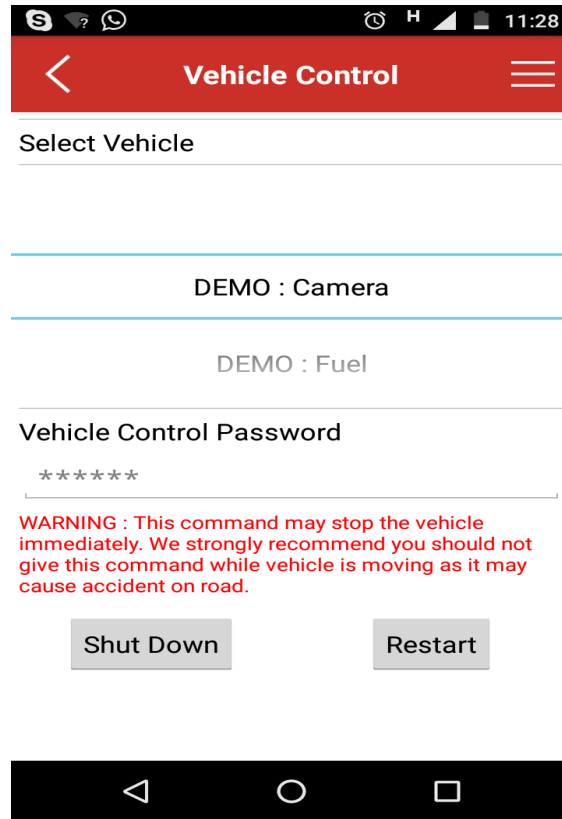 H 11:28
Vehicle Control
Select Vehicle
DEMO : Camera
DEMO : Fuel
Vehicle Control Password
******
WARNING : This command may stop the vehicle
immediately. We strongly recommend you should not
give this command while vehicle is moving as it may
cause accident on road.
Shut Down Restart